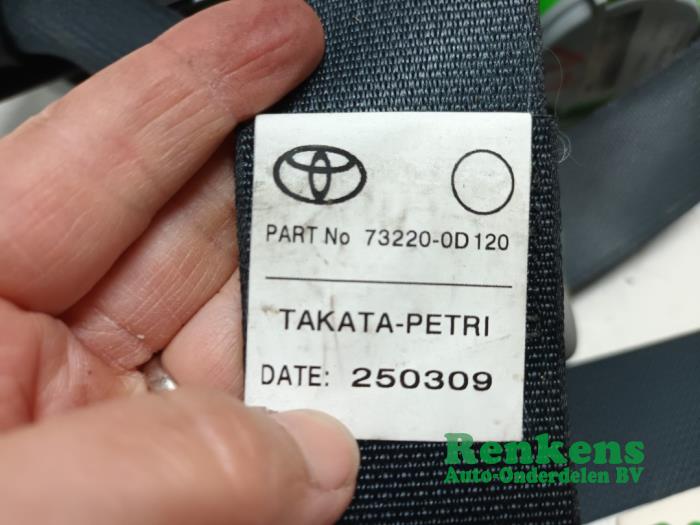 PART No 73220-0D120
TAKATA-PETRI
DATE: 250309
Renkens
Auto-Onderdelen BV